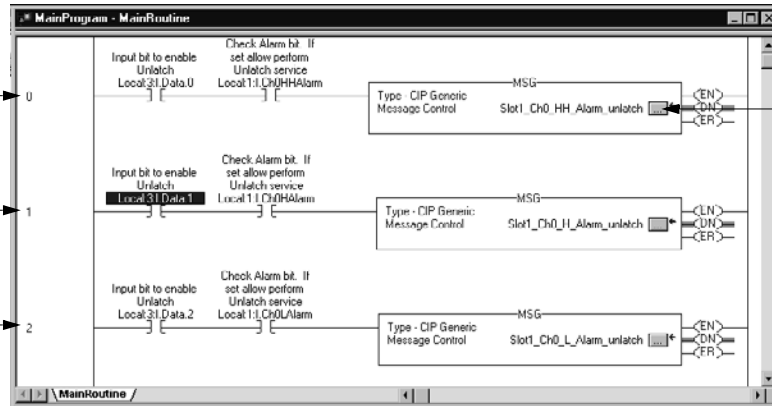 MainProgram - MainRoutine
0
Input bit to enable
Unlatch
Local:3:I.Data.0
Check Alarm bit. If
set allow perform
Unlatch service
Local:1:I.Ch0HHAlarm
MSG
Type - CIP Generic
Message Control
Slot1_Ch0_HH_Alarm_unlatch
...
EN
DN
ER
1
Input bit to enable
Unlatch
Local:3:I.Data.1
Check Alarm bit. If
set allow perform
Unlatch service
Local:1:I.Ch0HAlarm
MSG
Type - CIP Generic
Message Control
Slot1_Ch0_H_Alarm_unlatch
EN
DN
ER
2
Input bit to enable
Unlatch
Local:3:I.Data.2
Check Alarm bit. If
set allow perform
Unlatch service
Local:1:I.Ch0LAlarm
MSG
Type - CIP Generic
Message Control
Slot1_Ch0_L_Alarm_unlatch
...
EN
DN
ER
MainRoutine